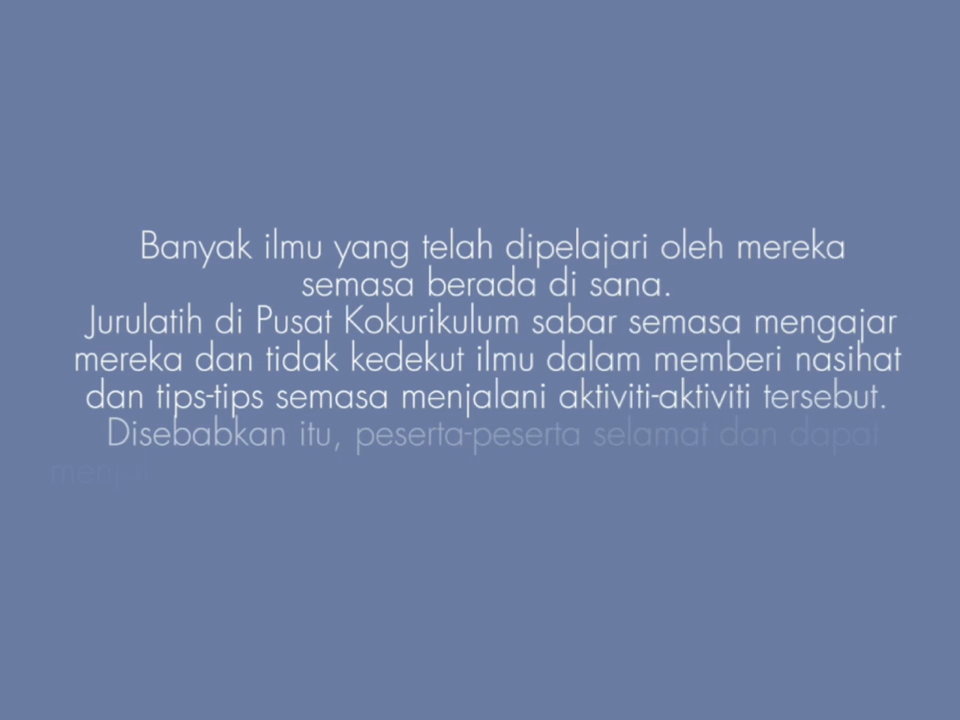 Banyak ilmu yang telah dipelajari oleh mereka
semasa berada di sana.
Jurulatih di Pusat Kokurikulum sabar semasa mengajar
mereka dan tidak kedekut ilmu dalam memberi nasihat
dan tips-tips semasa menjalani aktiviti-aktiviti tersebut.
Disebabkan itu, peserta-peserta selamat dan dapat